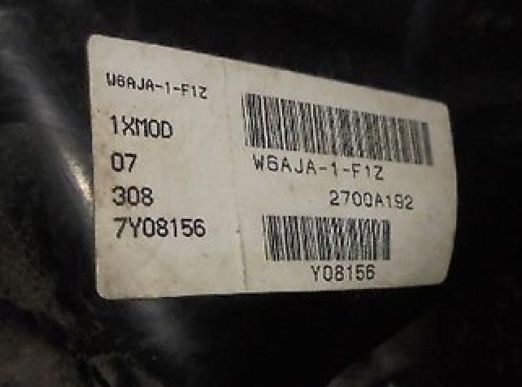 W6AJA-1-F1Z
1XMOD
07
308
7Y08156
W6AJA-1-F1Z
2700A192
Y08156